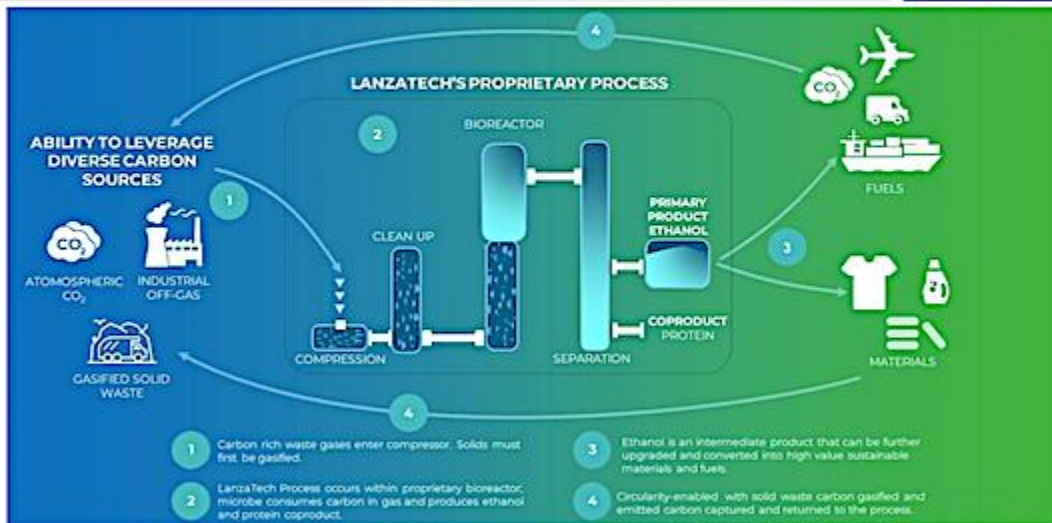 4
LANZATECH'S PROPRIETARY PROCESS
CO₂
2
BIOREACTOR
ABILITY TO LEVERAGE
DIVERSE CARBON
SOURCES
FUELS
1
PRIMARY
PRODUCT
ETHANOL
CLEAN UP
3
CO₂
ATOMOSPHERIC
CO₂
INDUSTRIAL
OFF-GAS
COPRODUCT
PROTEIN
COMPRESSION
SEPARATION
MATERIALS
GASIFIED SOLID
WASTE
4
1
Carbon rich waste gases enter compressor. Solids must
first be gasified.
2
LanzaTech Process occurs within proprietary bioreactor;
microbe consumes carbon in gas and produces ethanol
and protein coproduct.
3
Ethanol is an intermediate product that can be further
upgraded and converted into high value sustainable
materials and fuels.
4
Circularity-enabled with solid waste carbon gasified and
emitted carbon captured and returned to the process.